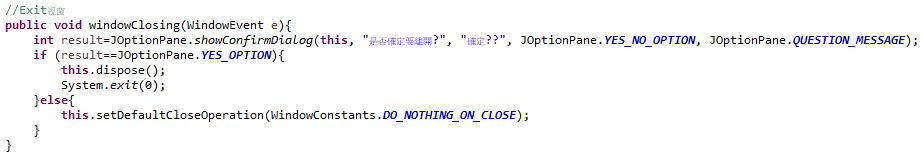 //Exit視窗
public void windowClosing(WindowEvent e){
int result=JOptionPane.showConfirmDialog(this, "是否確定要離開?", "確定??", JOptionPane.YES_NO_OPTION, JOptionPane.QUESTION_MESSAGE);
if (result==JOptionPane.YES_OPTION){
this.dispose();
System.exit(0);
}else{
this.setDefaultCloseOperation(WindowConstants.DO_NOTHING_ON_CLOSE);
}
}